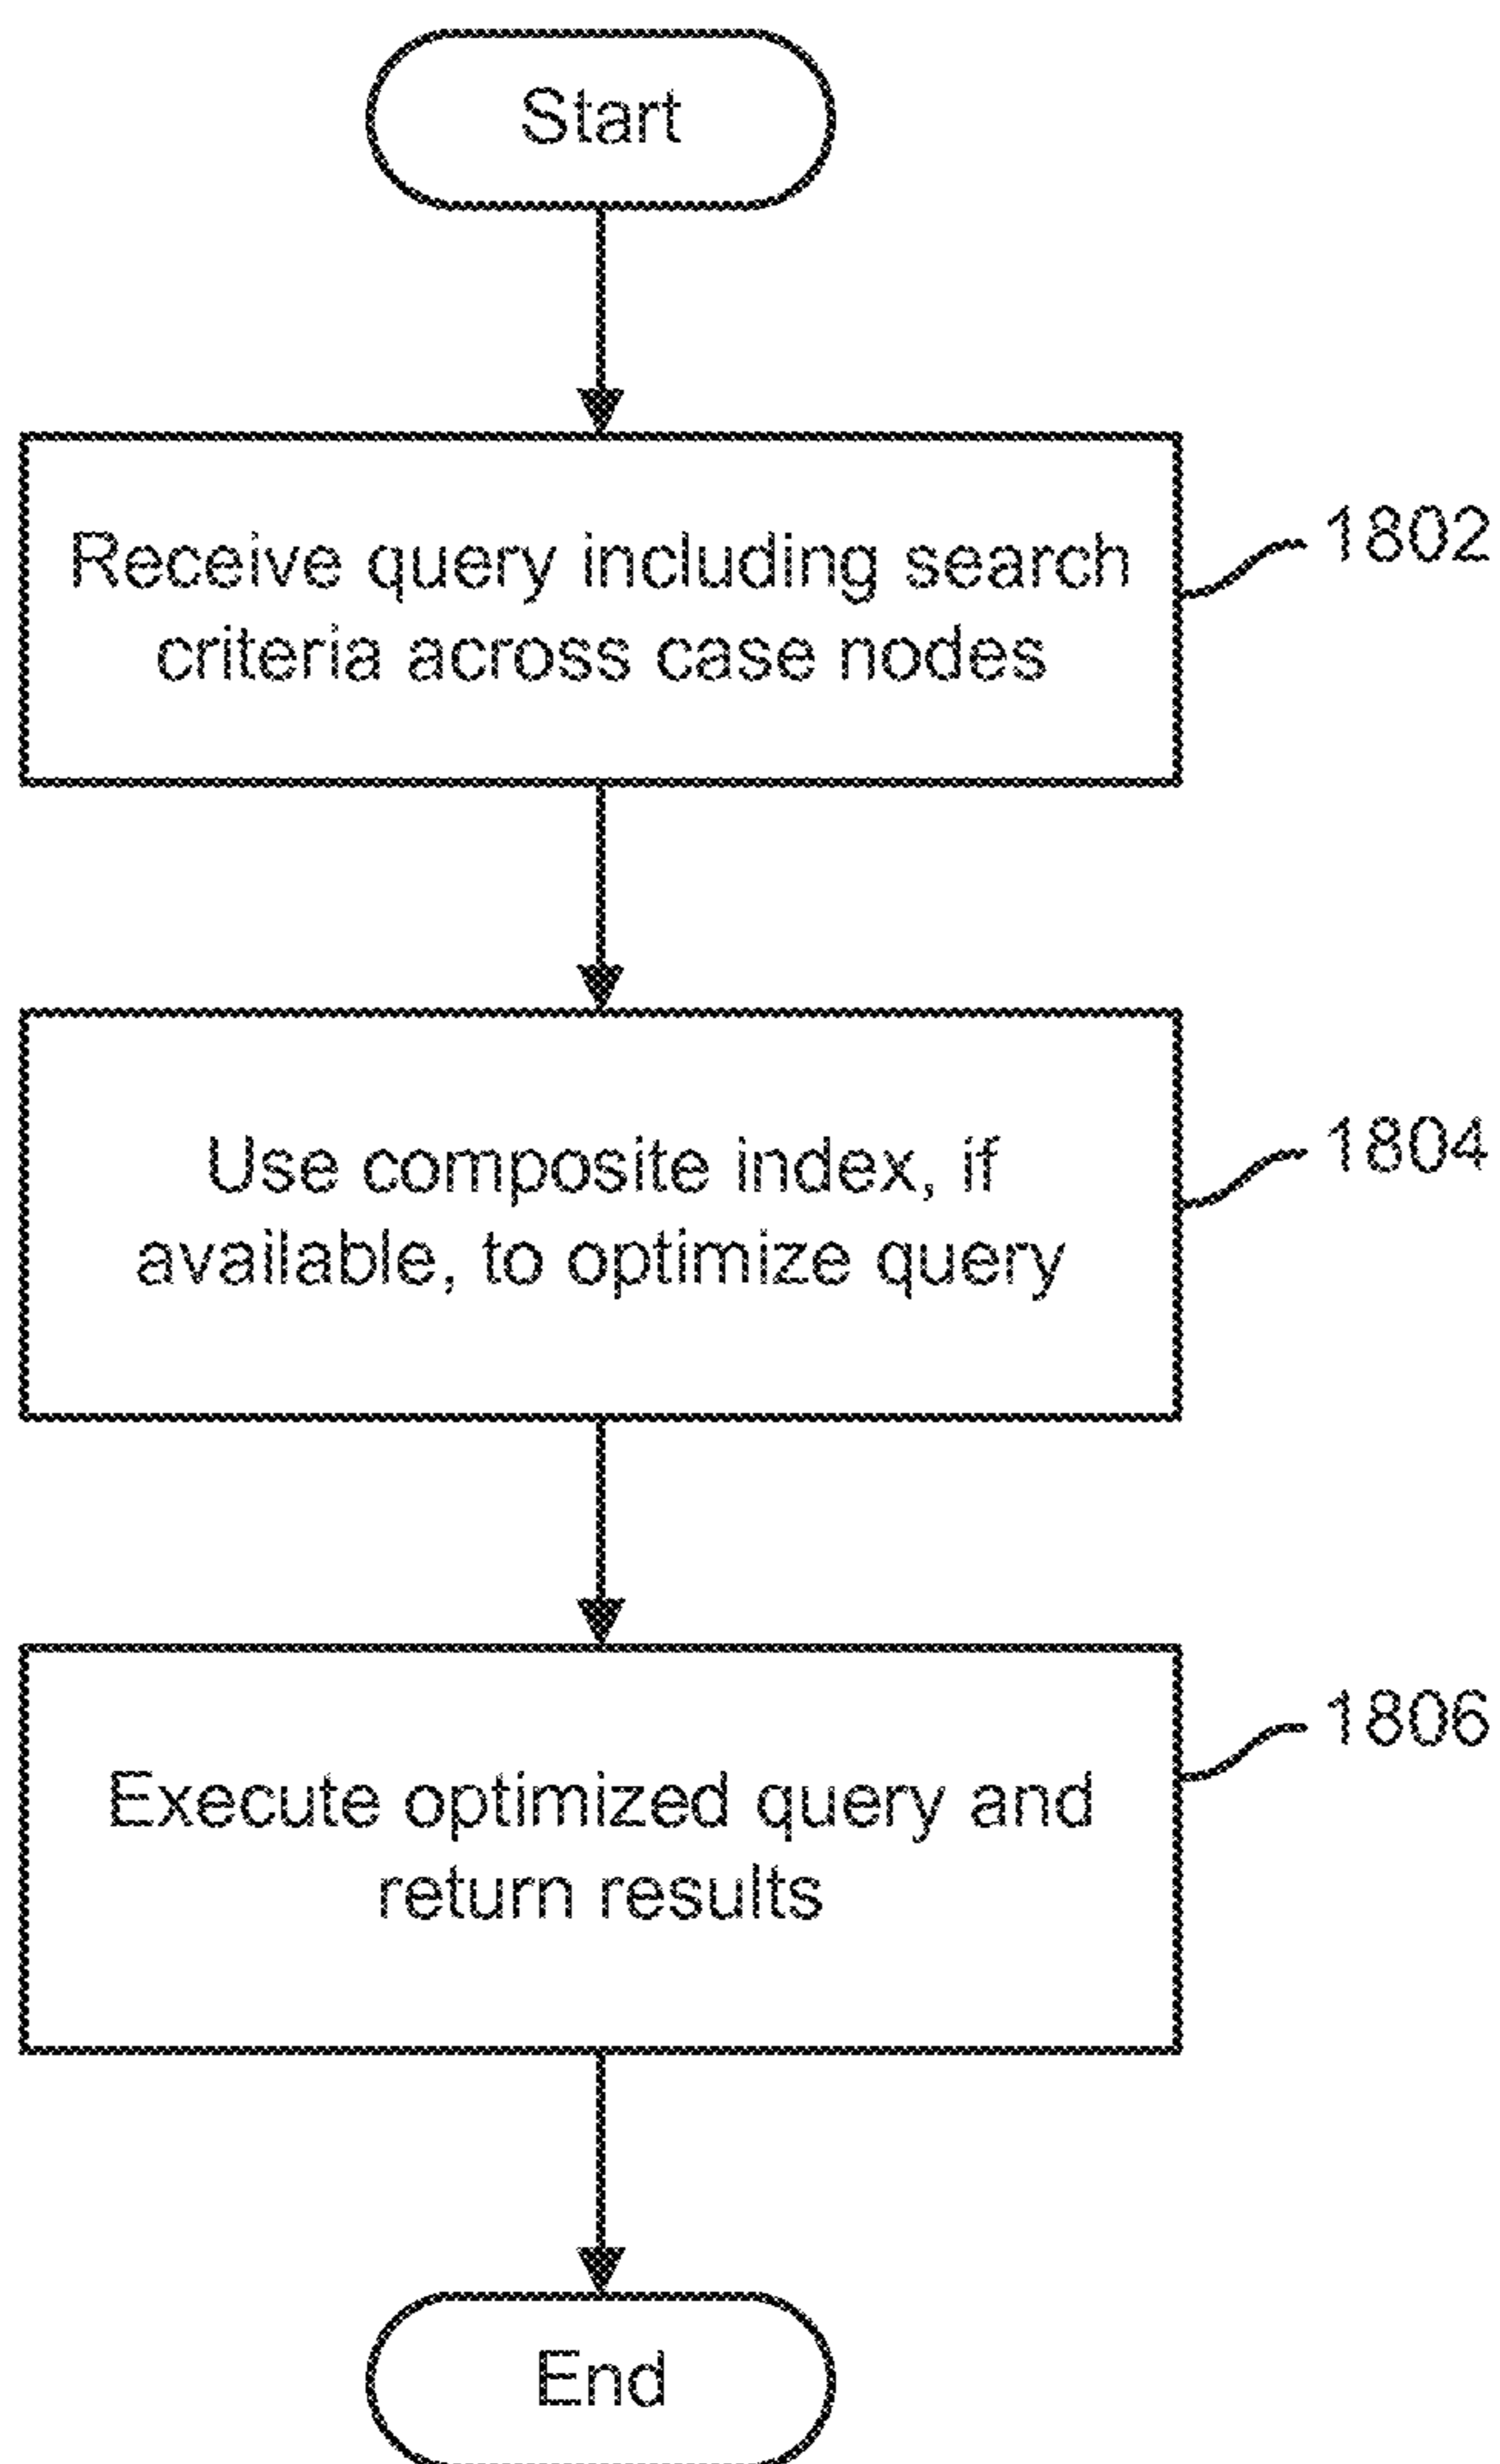 Start
Receive query including search
criteria across case nodes
1802
Use composite index, if
available, to optimize query
1804
Execute optimized query and
return results
1806
End